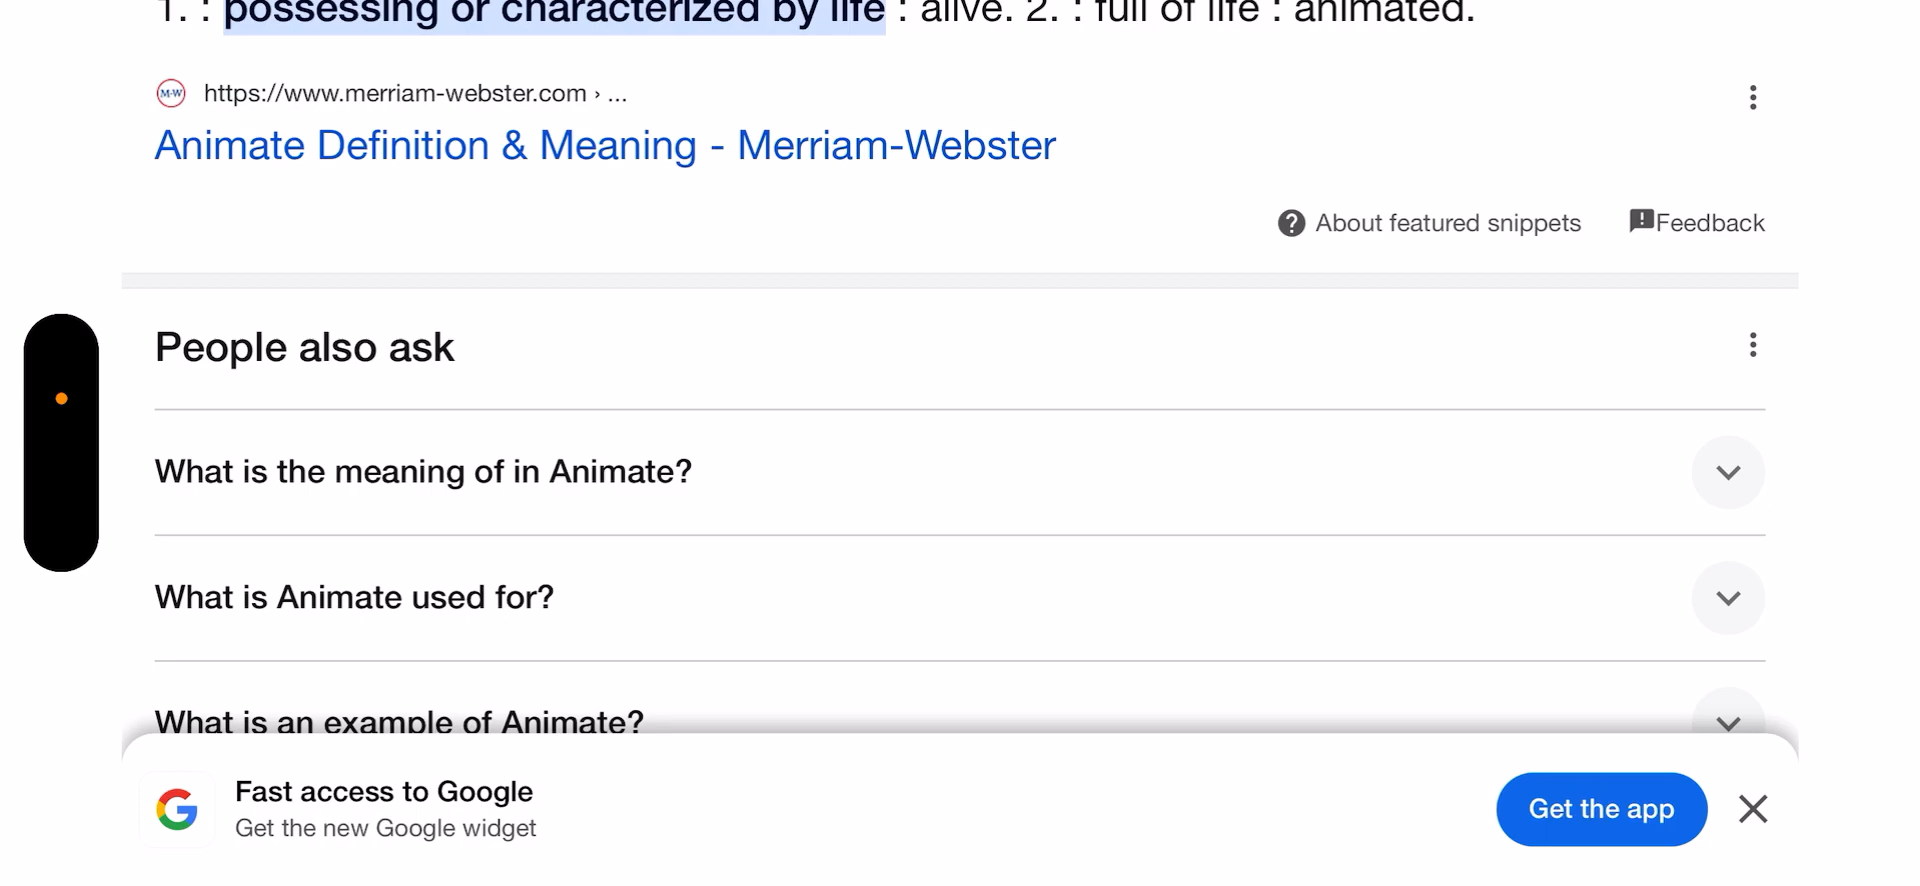 1. : possessing or characterized by life : alive. 2. : full of life : animated.
M-W
https://www.merriam-webster.com › ...
Animate Definition & Meaning - Merriam-Webster
About featured snippets
Feedback
People also ask
What is the meaning of in Animate?
What is Animate used for?
What is an example of Animate?
Fast access to Google
Get the new Google widget
Get the app